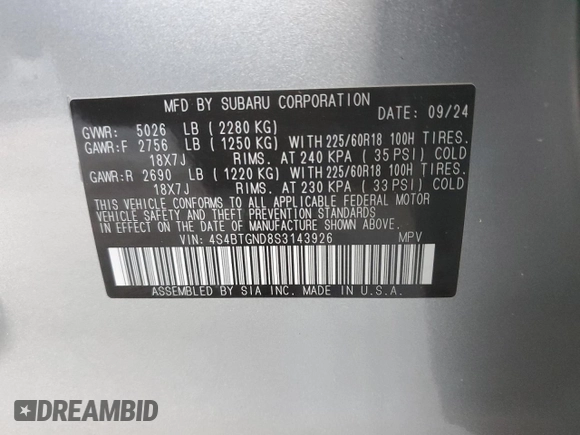 MFD BY SUBARU CORPORATION DATE: 09/24
GVWR: 5026 LB ( 2280 KG)
GAWR:F 2756 LB ( 1250 KG) WITH 225/60R18 100H TIRES,
18X7J RIMS, AT 240 KPA ( 35 PSI) COLD
GAWR:R 2690 LB ( 1220 KG) WITH 225/60R18 100H TIRES,
18X7J RIMS, AT 230 KPA ( 33 PSI) COLD
THIS VEHICLE CONFORMS TO ALL APPLICABLE FEDERAL MOTOR
VEHICLE SAFETY AND THEFT PREVENTION STANDARDS
IN EFFECT ON THE DATE OF MANUFACTURE SHOWN ABOVE.
VIN: 4S4BTGND8S3143926 MPV
ASSEMBLED BY SIA INC. MADE IN U.S.A.
DREAMBID